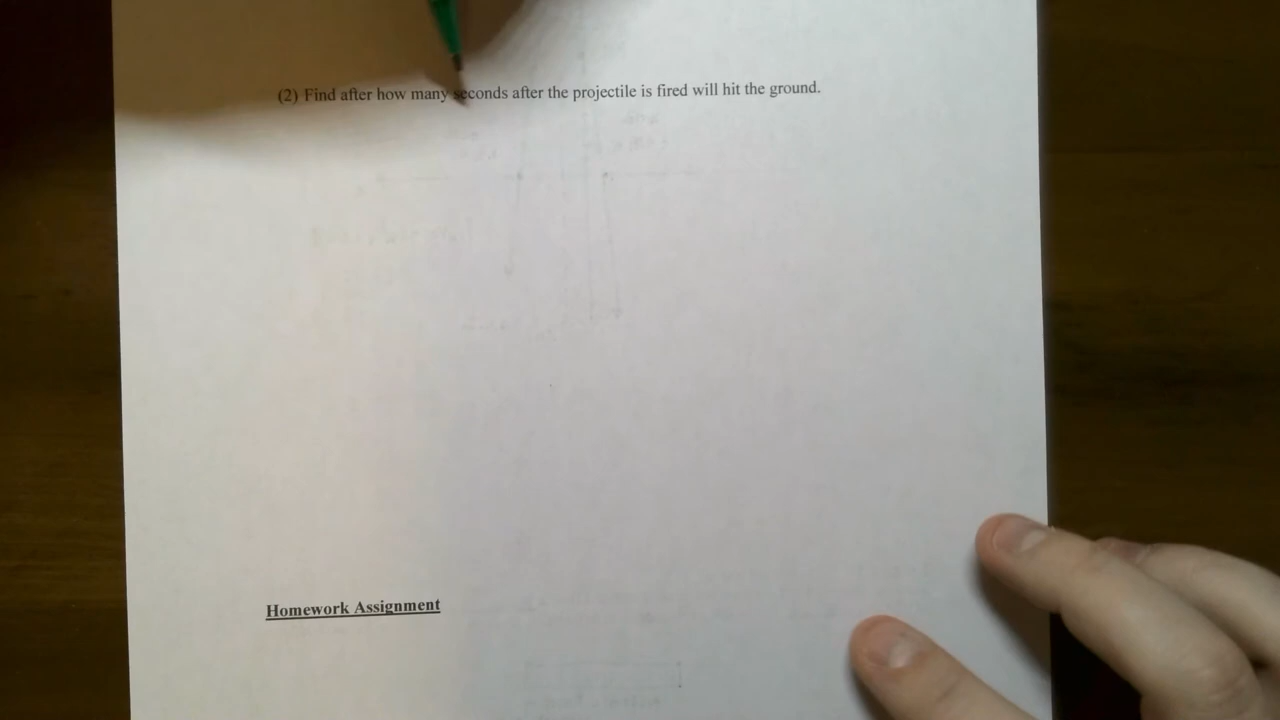 (2) Find after how many seconds after the projectile is fired will hit the ground.
Homework Assignment